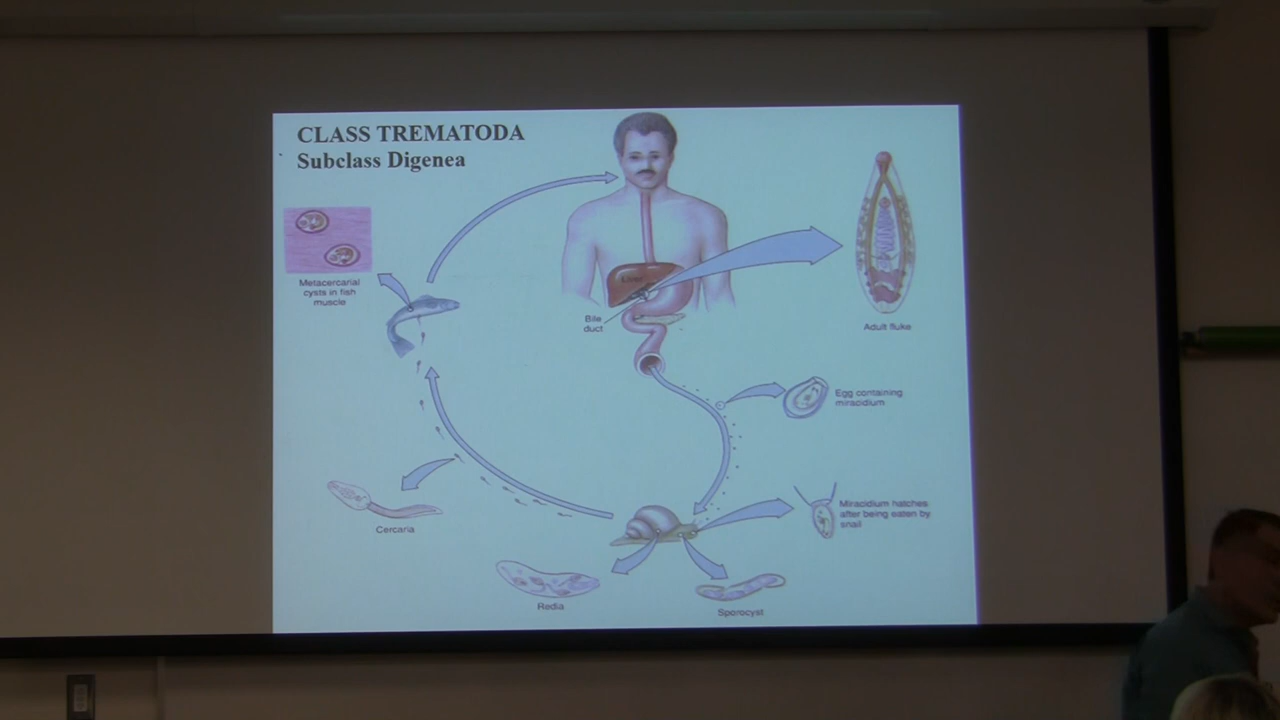 CLASS TREMATODA
Subclass Digenea
Metacercarial
cysts in fish
muscle
Liver
Bile
duct
Adult fluke
Egg containing
miracidium
Miracidium hatches
after being eaten by
snail
Cercaria
Redia
Sporocyst